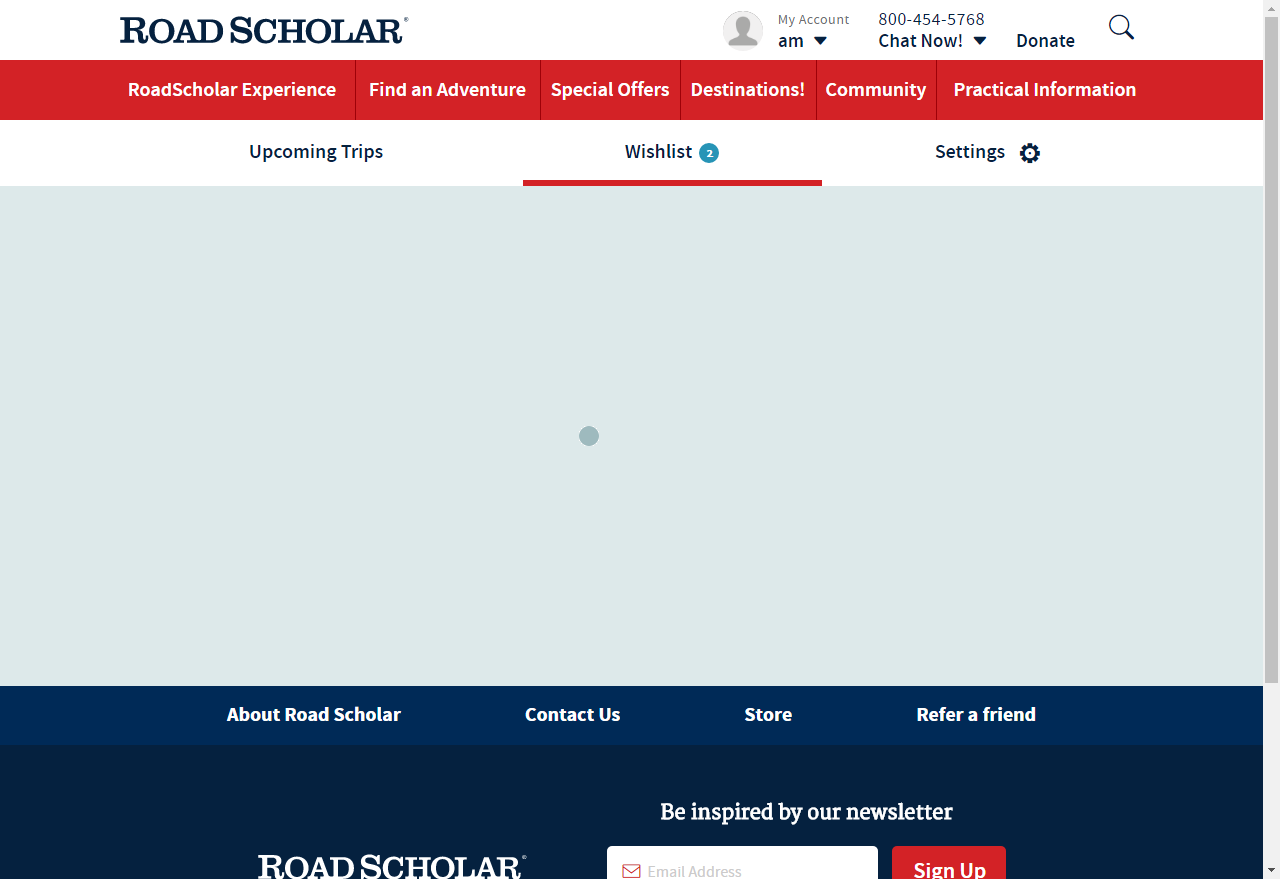 ROAD SCHOLAR®
My Account
am
800-454-5768
Chat Now!
Donate
RoadScholar Experience
Find an Adventure
Special Offers
Destinations!
Community
Practical Information
Upcoming Trips
Wishlist 2
Settings
About Road Scholar
Contact Us
Store
Refer a friend
Be inspired by our newsletter
ROAD SCHOLAR®
Email Address
Sign Up